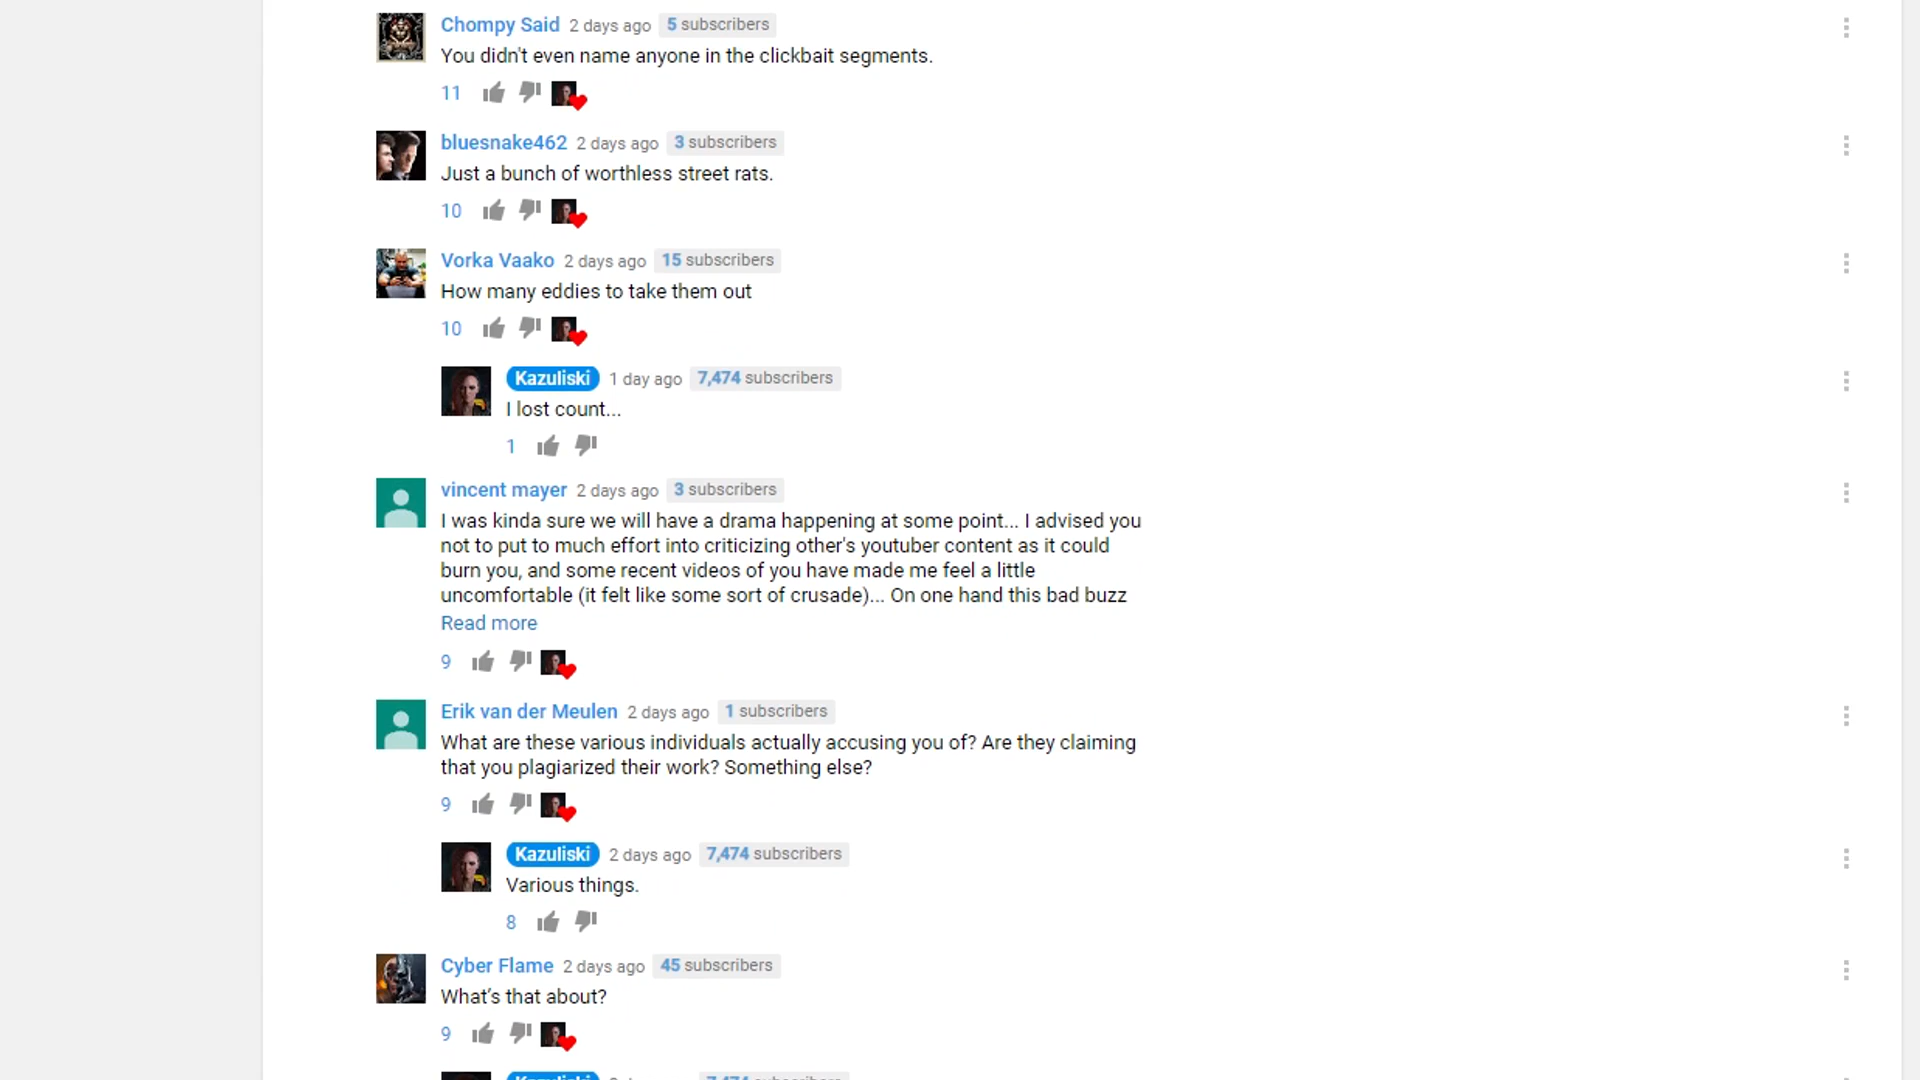 Chompy Said 2 days ago 5 subscribers
You didn't even name anyone in the clickbait segments.
11
bluesnake462 2 days ago 3 subscribers
Just a bunch of worthless street rats.
10
Vorka Vaako 2 days ago 15 subscribers
How many eddies to take them out
10
Kazuliski 1 day ago 7,474 subscribers
I lost count...
1
vincent mayer 2 days ago 3 subscribers
I was kinda sure we will have a drama happening at some point... I advised you
not to put to much effort into criticizing other's youtuber content as it could
burn you, and some recent videos of you have made me feel a little
uncomfortable (it felt like some sort of crusade)... On one hand this bad buzz
Read more
9
Erik van der Meulen 2 days ago 1 subscribers
What are these various individuals actually accusing you of? Are they claiming
that you plagiarized their work? Something else?
9
Kazuliski 2 days ago 7,474 subscribers
Various things.
8
Cyber Flame 2 days ago 45 subscribers
What's that about?
9
Kazuliski 7,474 subscribers